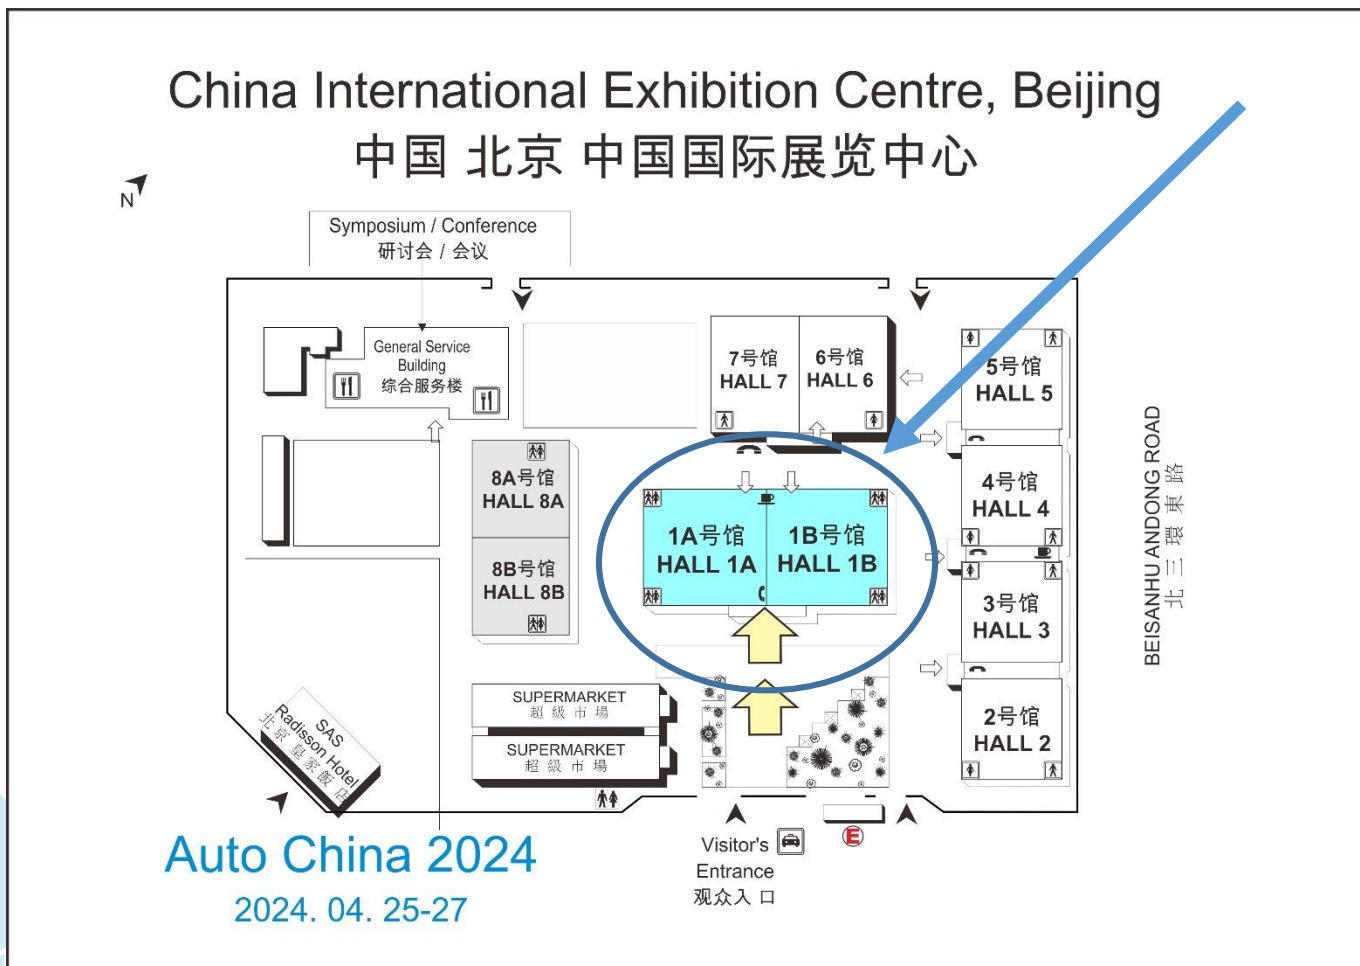 China International Exhibition Centre, Beijing
中国 北京 中国国际展览中心
N
Symposium / Conference
研讨会 / 会议
General Service
Building
综合服务楼
7号馆
HALL 7
6号馆
HALL 6
5号馆
HALL 5
8A号馆
HALL 8A
4号馆
HALL 4
1A号馆
HALL 1A
1B号馆
HALL 1B
8B号馆
HALL 8B
3号馆
HALL 3
BEISANHU ANDONG ROAD
北三環東路
SUPERMARKET
超級市場
SUPERMARKET
超級市場
2号馆
HALL 2
SAS
Radisson Hotel
北京皇家飯店
Visitor's
Entrance
观众入口
E
Auto China 2024
2024. 04. 25-27